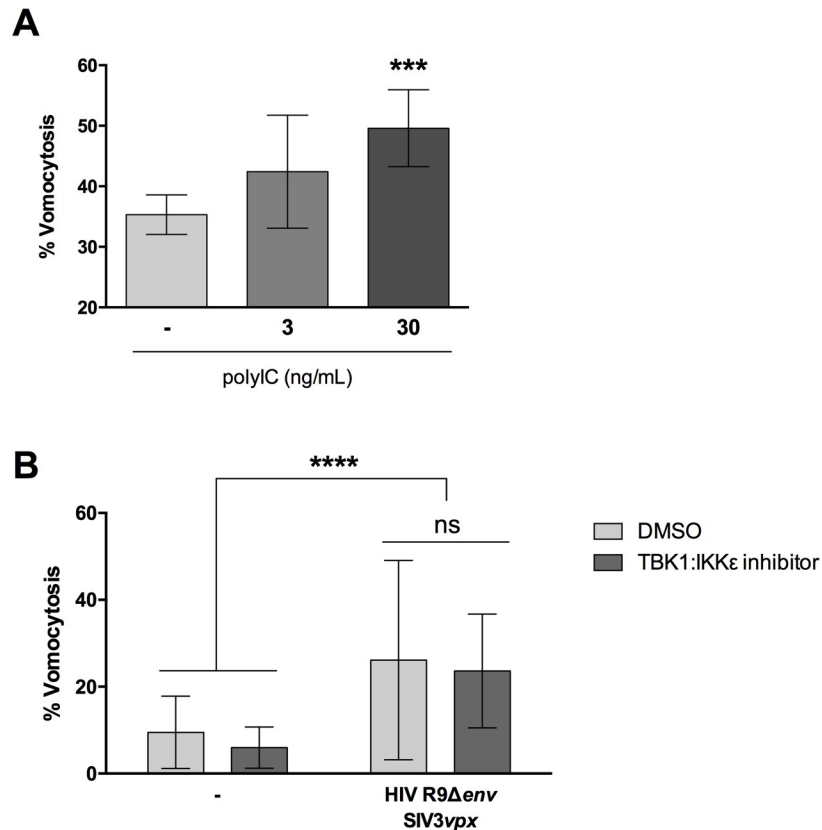 A
% Vomocytosis
60
50
40
30
20
***
- 3 30
polyIC (ng/mL)
B
% Vomocytosis
60
40
20
0
****
ns
DMSO
TBK1:IKKε inhibitor
- HIV R9Δenv
SIV3vpx